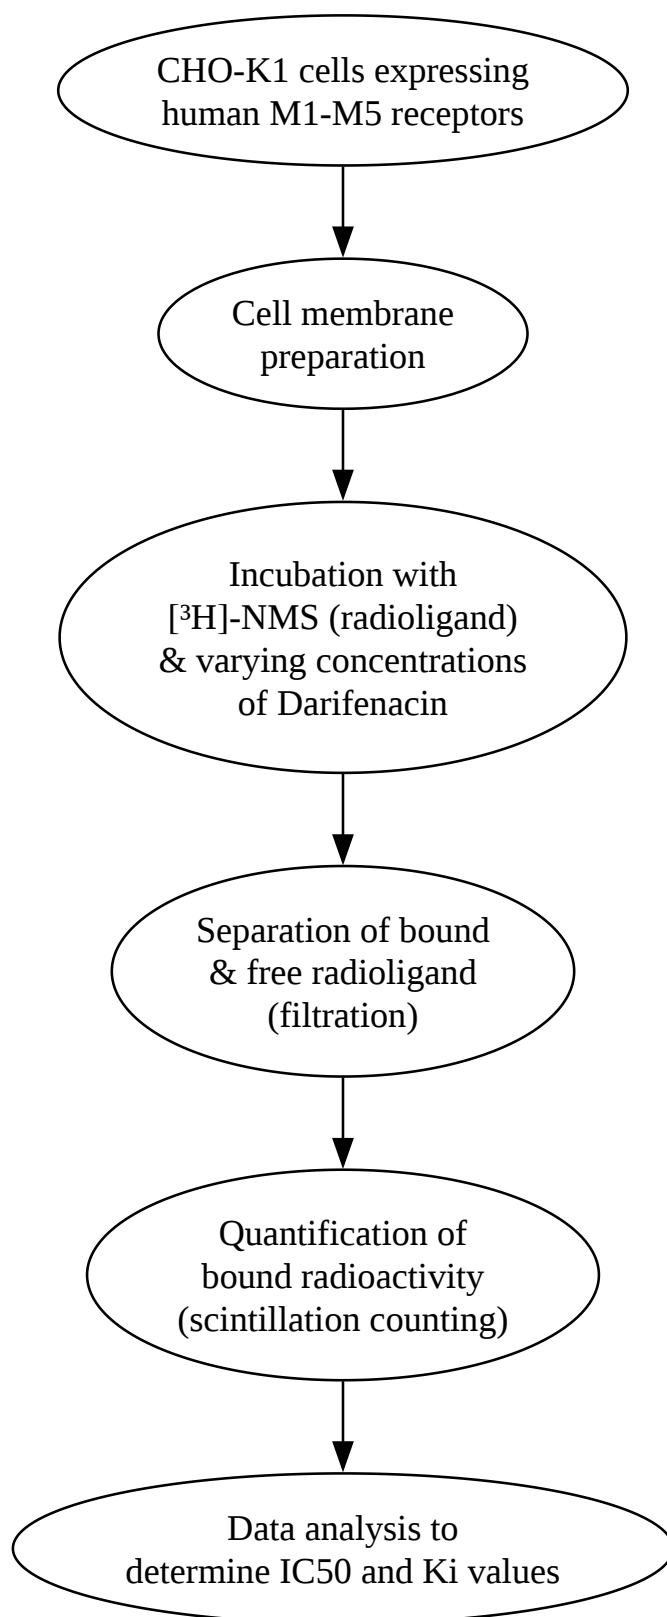 CHO-K1 cells expressing
human M1-M5 receptors
Cell membrane
preparation
Incubation with
[³H]-NMS (radioligand)
& varying concentrations
of Darifenacin
Separation of bound
& free radioligand
(filtration)
Quantification of
bound radioactivity
(scintillation counting)
Data analysis to
determine IC50 and Ki values